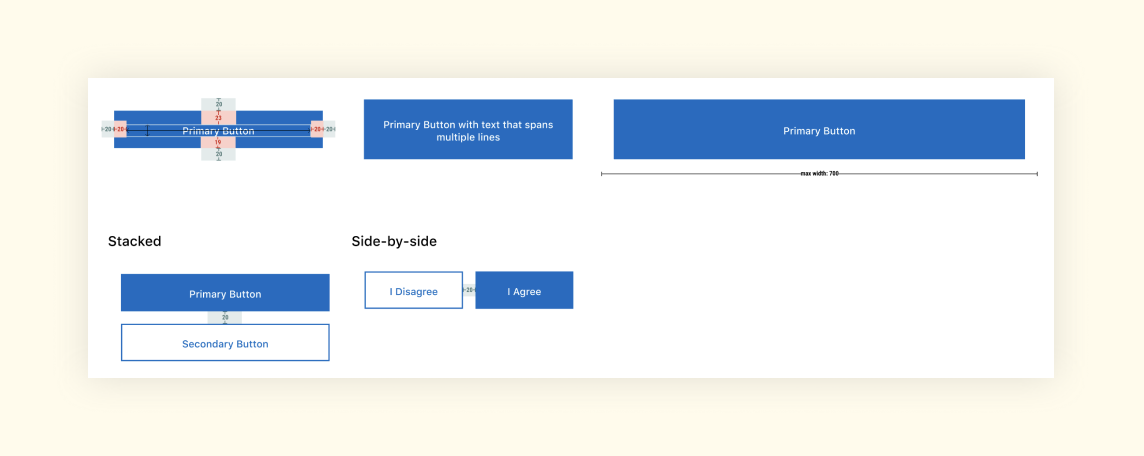 20
23
20
20
Primary Button
20
20
19
20
Primary Button with text that spans
multiple lines
Primary Button
max width: 700
Stacked
Side-by-side
Primary Button
20
Secondary Button
I Disagree
20
I Agree